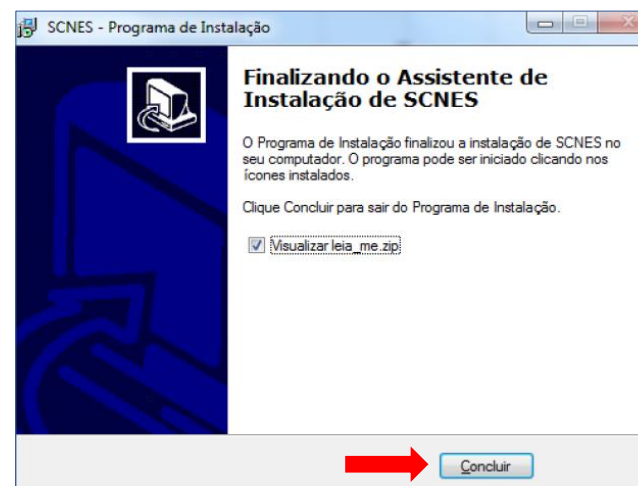 SCNES - Programa de Instalação
Finalizando o Assistente de
Instalação de SCNES
O Programa de Instalação finalizou a instalação de SCNES no
seu computador. O programa pode ser iniciado clicando nos
ícones instalados.
Clique Concluir para sair do Programa de Instalação.
Visualizar leia_me.zip
Concluir